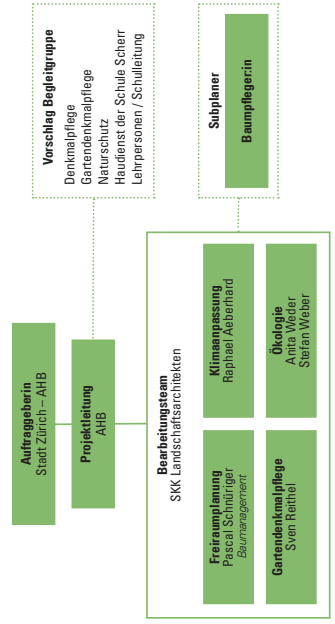 Auftraggeberin
Stadt Zürich – AHB
Projektleitung
AHB
Vorschlag Begleitgruppe
Denkmalpflege
Gartendenkmalpflege
Naturschutz
Haudienst der Schule Scherr
Lehrpersonen / Schulleitung
Bearbeitungsteam
SKK Landschaftsarchitekten
Freiraumplanung
Pascal Schnüriger
Baumanagement
Klimaanpassung
Raphael Aeberhard
Gartendenkmalpflege
Sven Reithel
Ökologie
Anita Weder
Stefan Weber
Subplaner
Baumpfleger:in